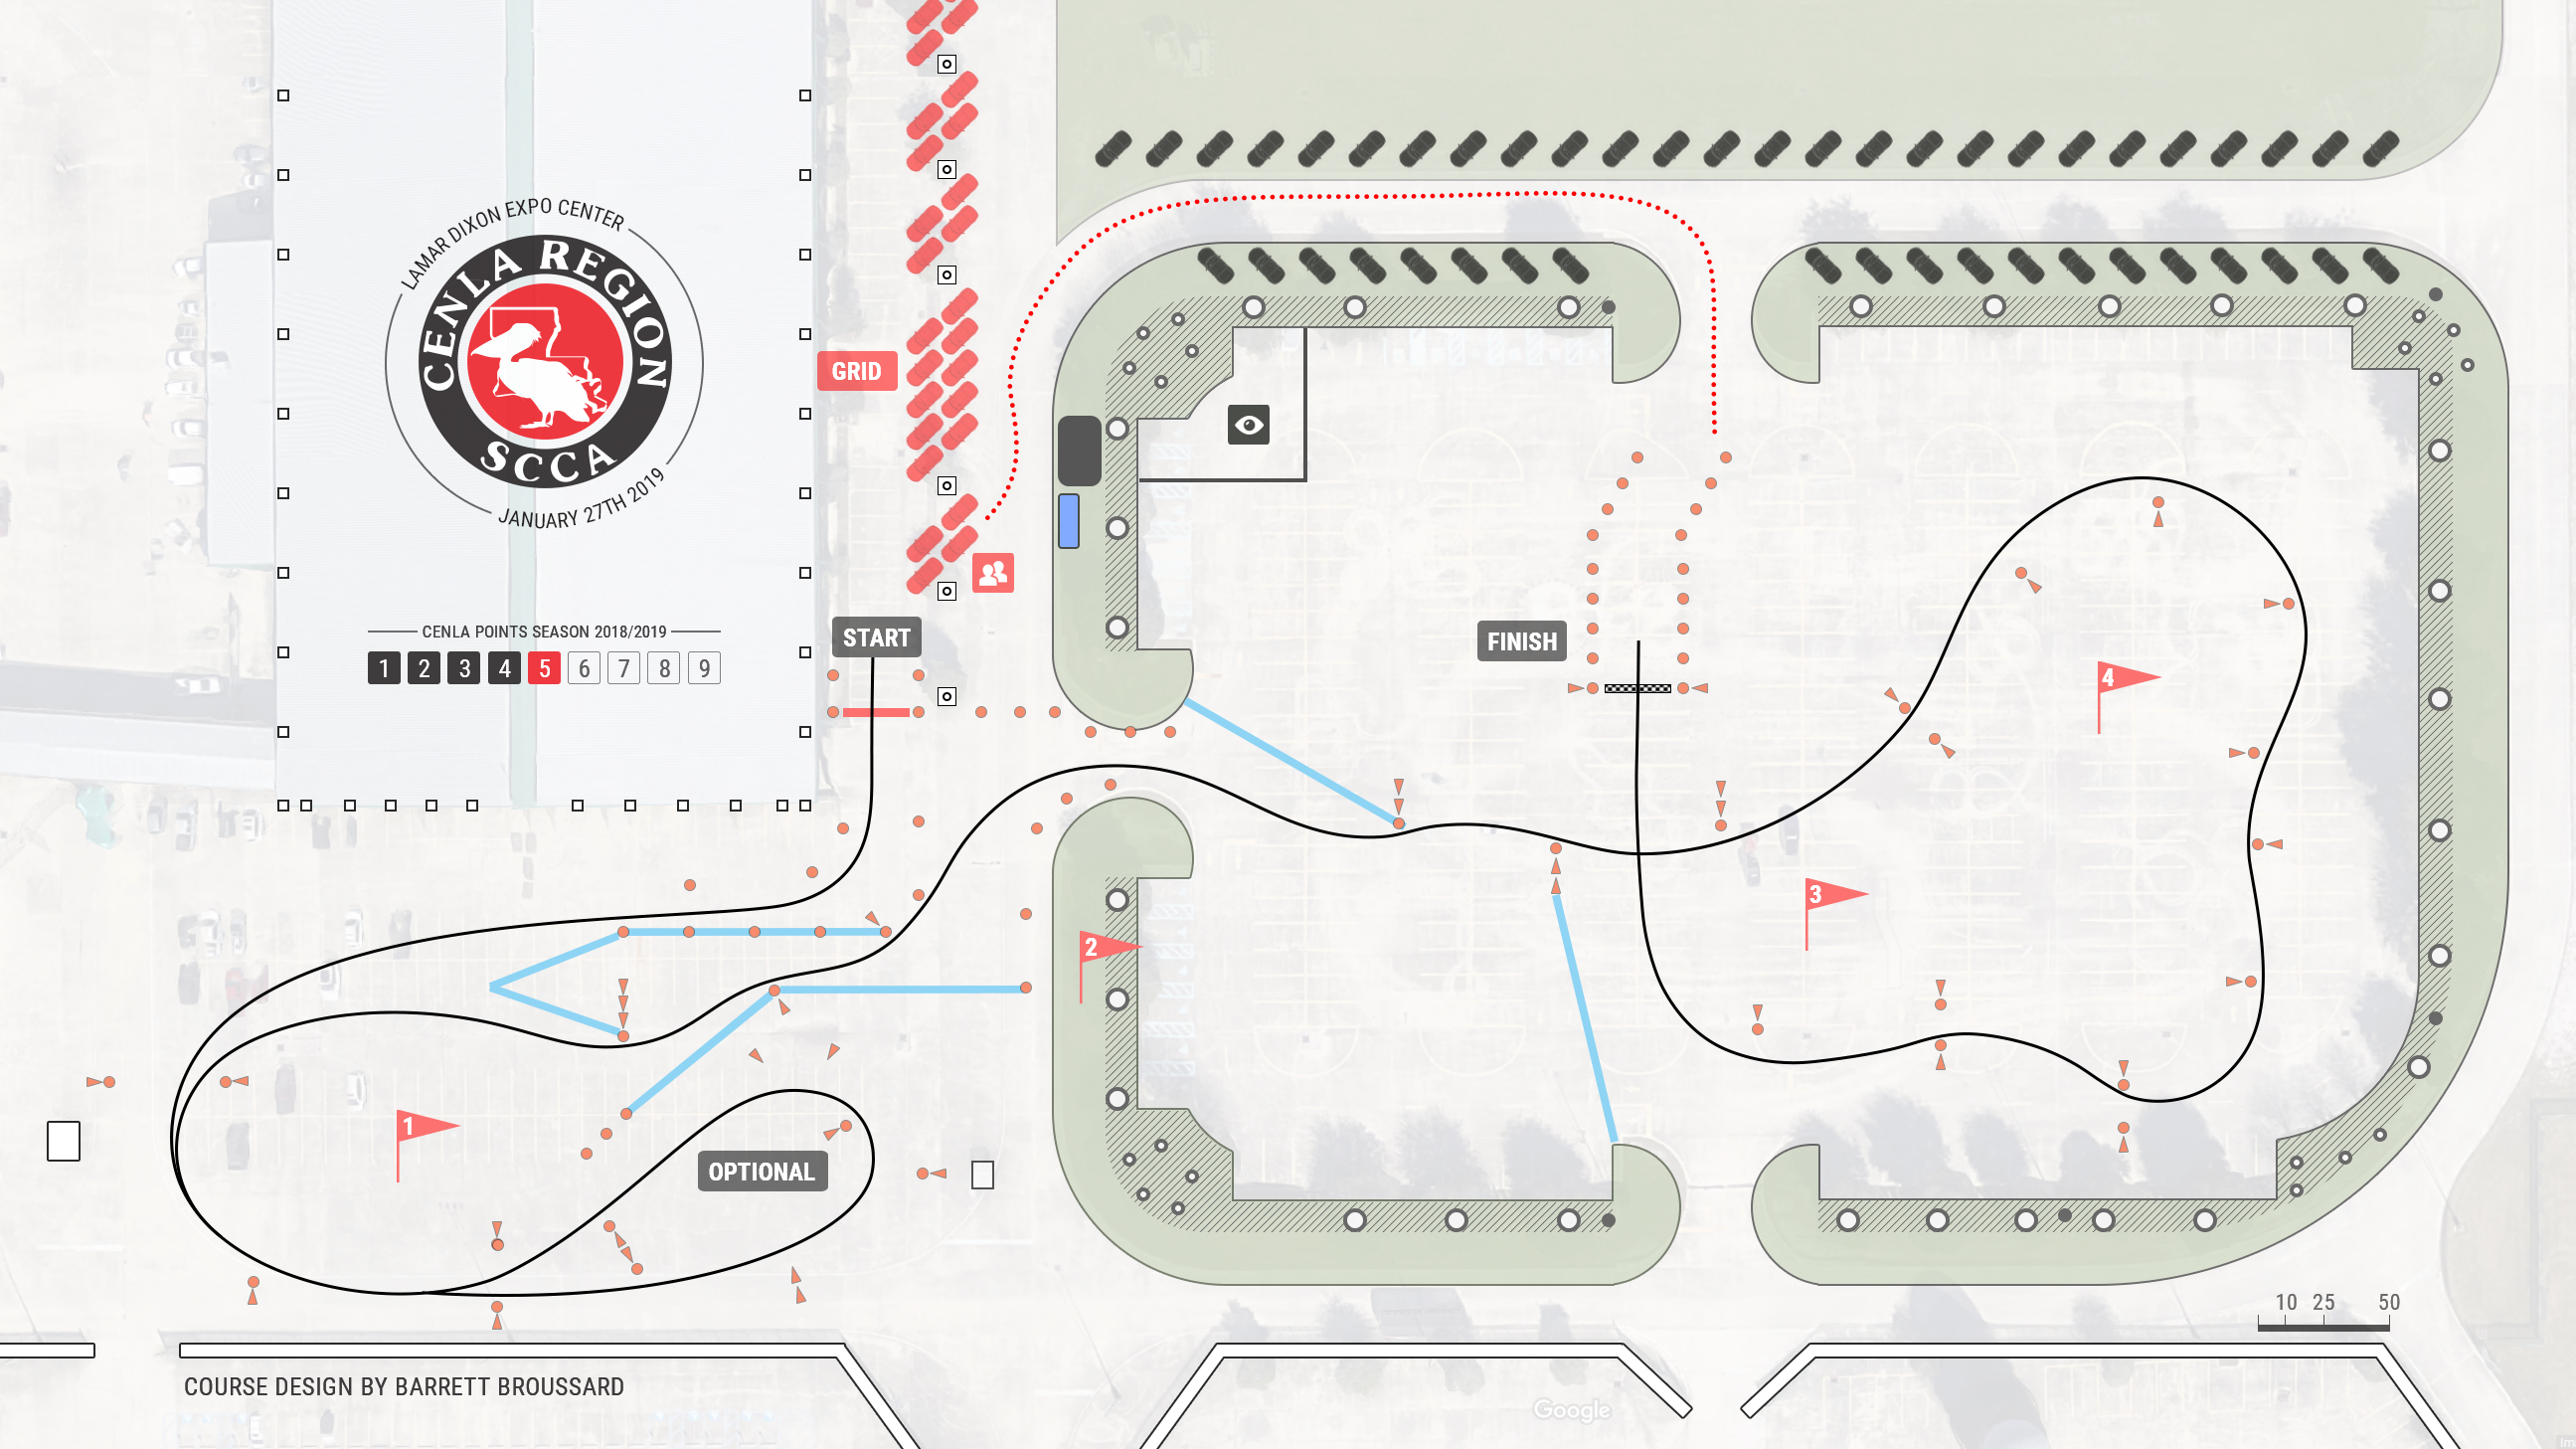 LAMAR DIXON EXPO CENTER
CENLA REGION
SCCA
JANUARY 27TH 2019
CENLA POINTS SEASON 2018/2019
1 2 3 4 5 6 7 8 9
GRID
START
FINISH
4
3
2
1
OPTIONAL
10 25 50
COURSE DESIGN BY BARRETT BROUSSARD
Google